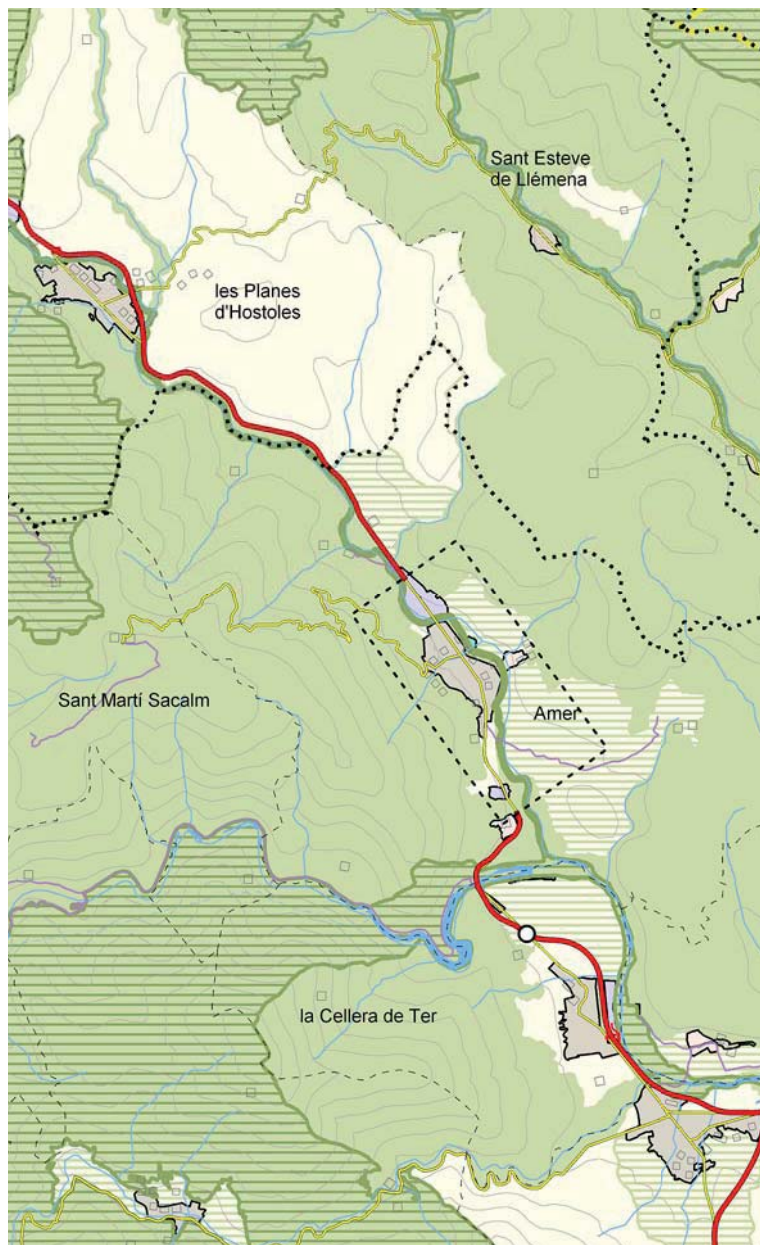 Sant Esteve
de Llémena
les Planes
d'Hostoles
Sant Martí Sacalm
Amer
la Cellera de Ter